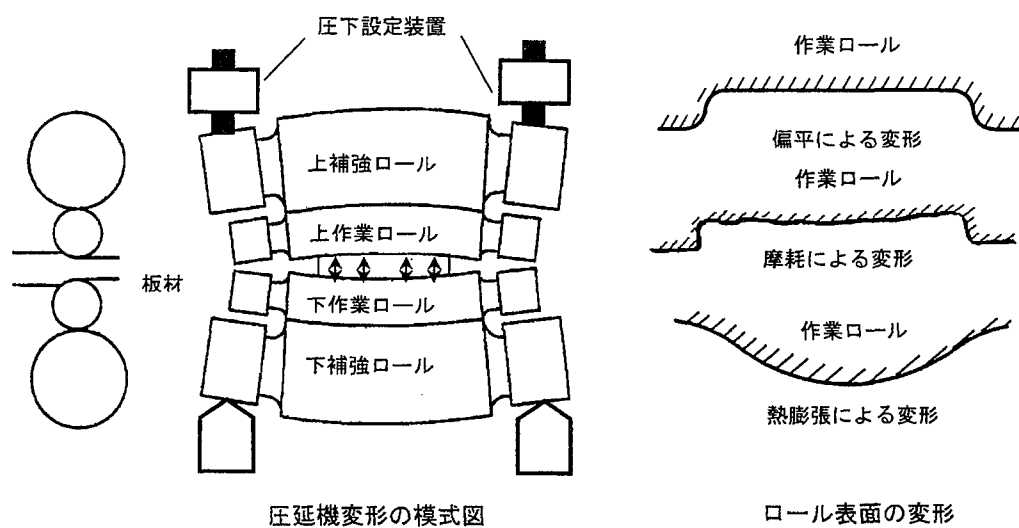 圧下設定装置
上補強ロール
上作業ロール
板材
下作業ロール
下補強ロール
圧延機変形の模式図
作業ロール
偏平による変形
作業ロール
摩耗による変形
作業ロール
熱膨張による変形
ロール表面の変形